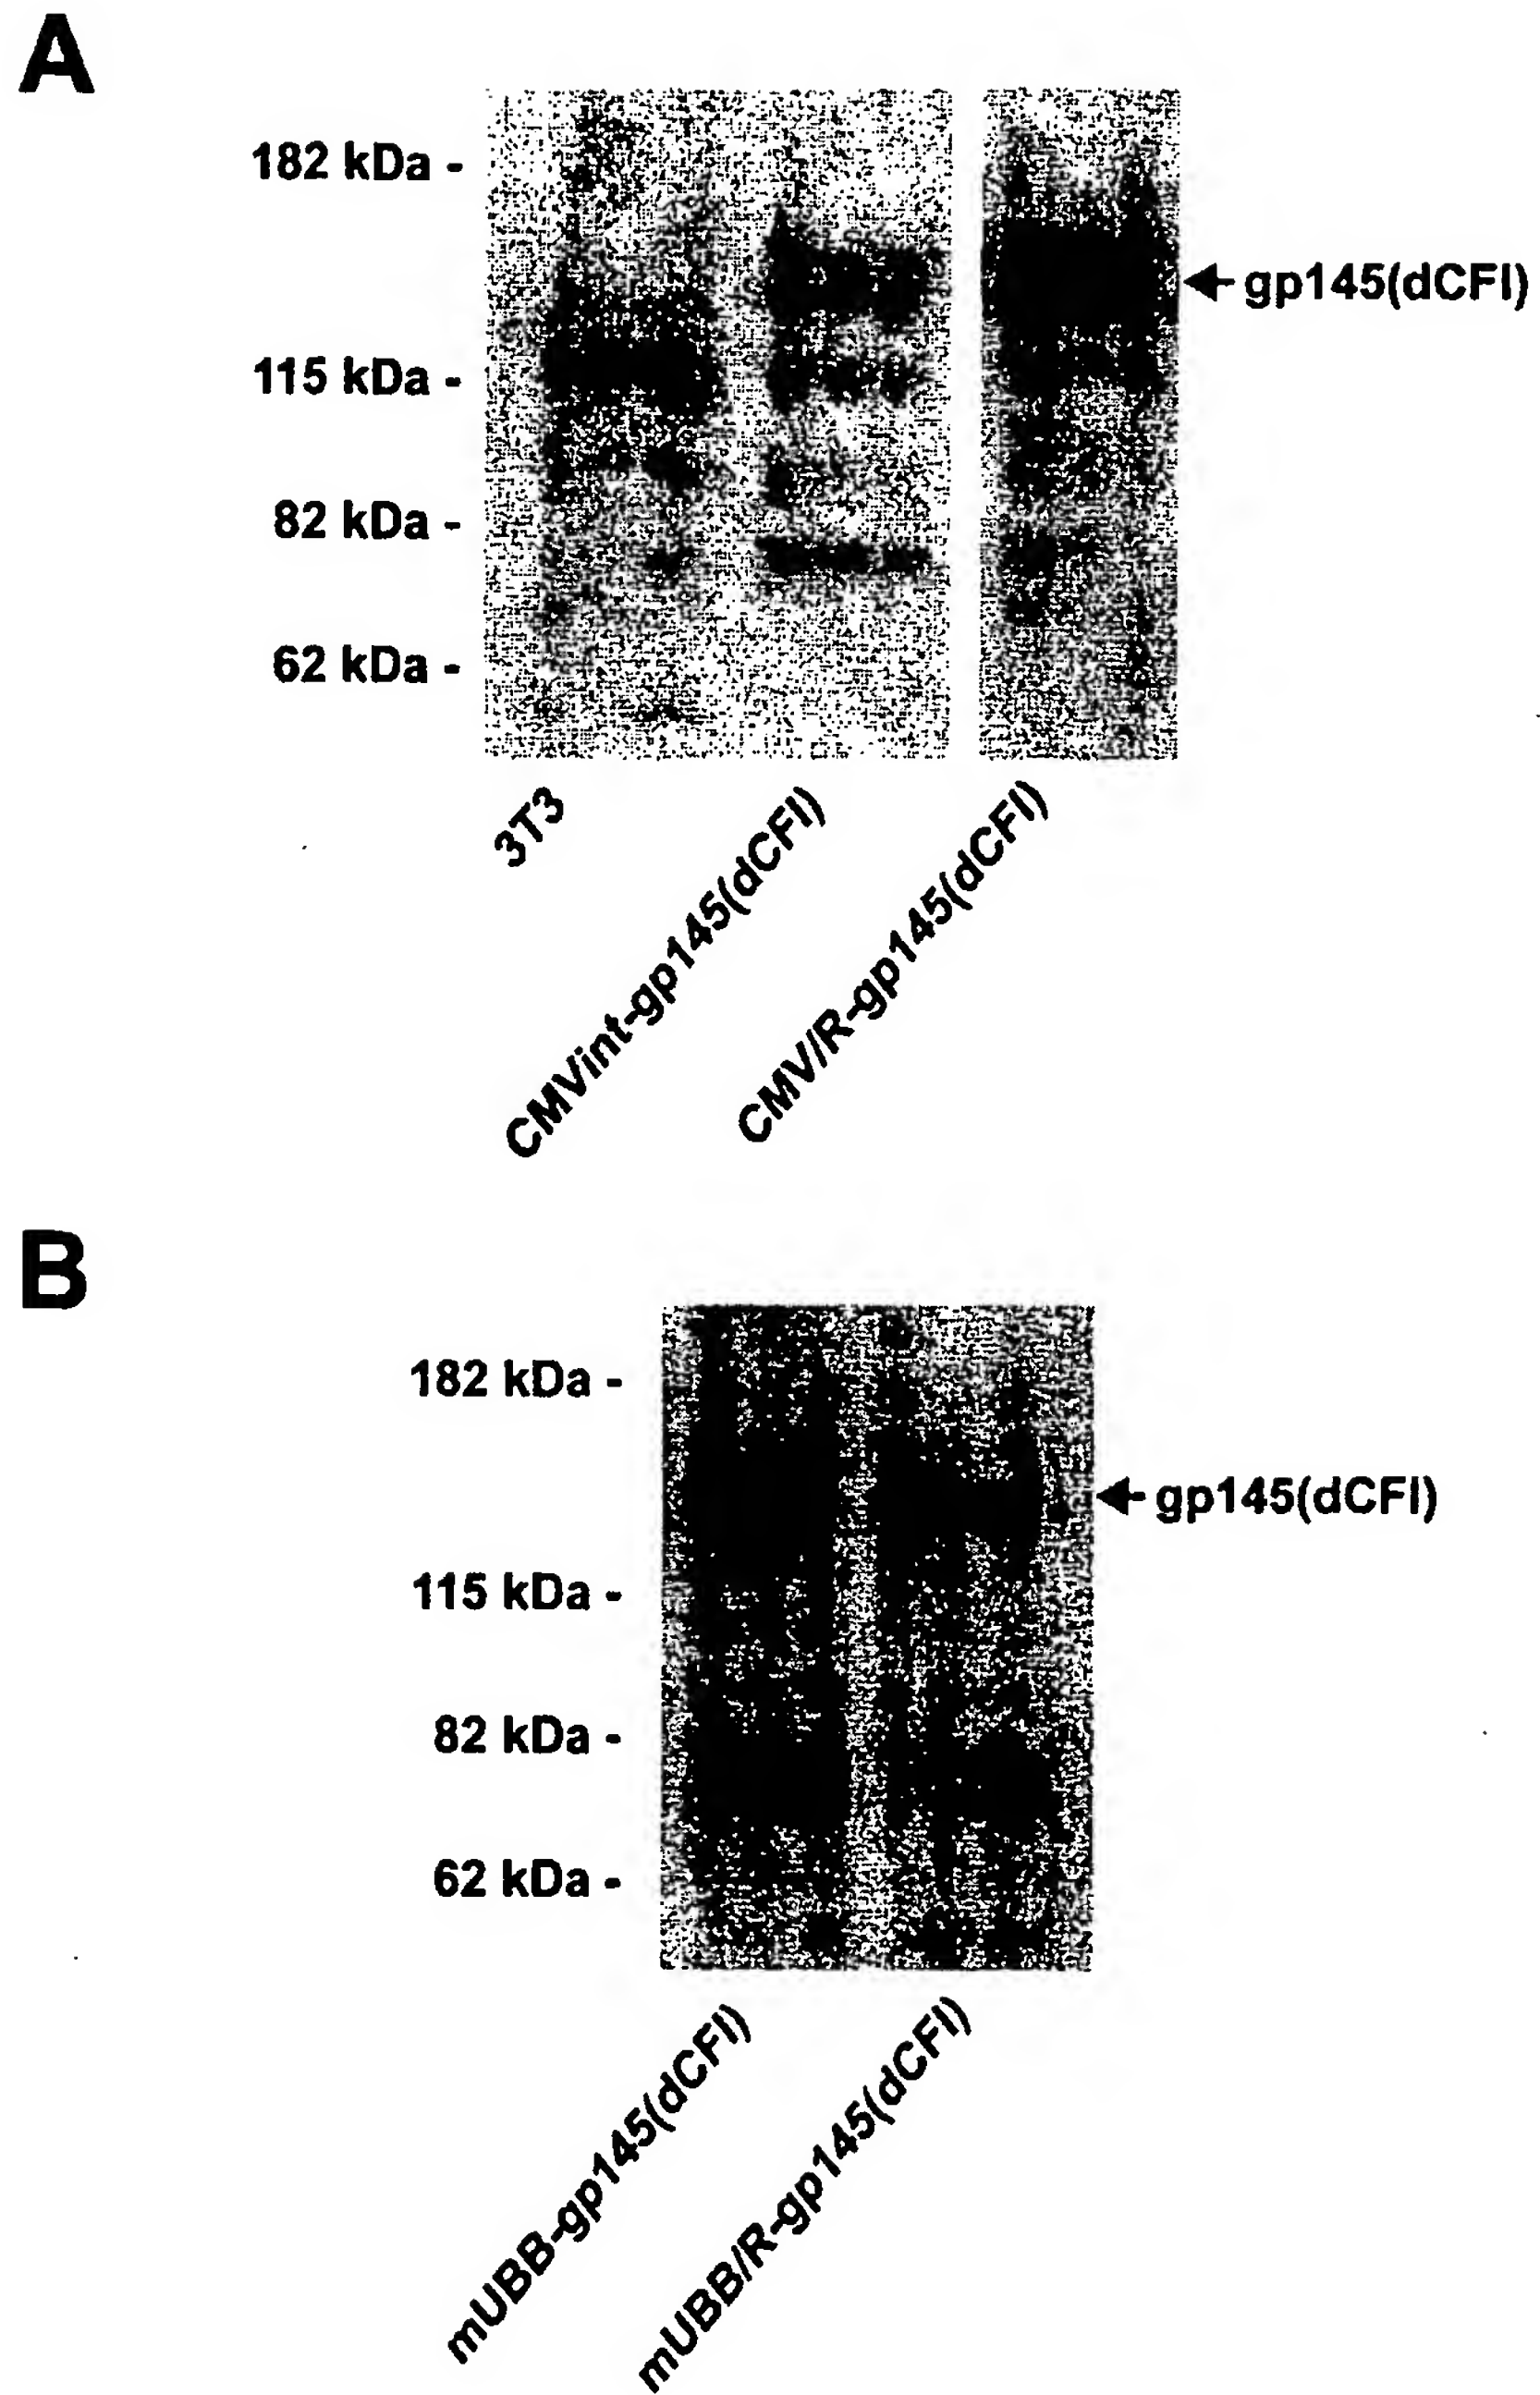 A
182 kDa -
gp145(dCFI)
115 kDa -
82 kDa -
62 kDa -
3T3
CMVint-gp145(dCFI)
CMV/R-gp145(dCFI)
B
182 kDa -
gp145(dCFI)
115 kDa -
82 kDa -
62 kDa -
mUBB-gp145(dCFI)
mUBB/R-gp145(dCFI)